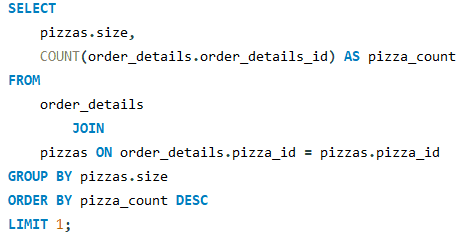 SELECT
    pizzas.size,
    COUNT(order_details.order_details_id) AS pizza_count
FROM
    order_details
        JOIN
    pizzas ON order_details.pizza_id = pizzas.pizza_id
GROUP BY pizzas.size
ORDER BY pizza_count DESC
LIMIT 1;